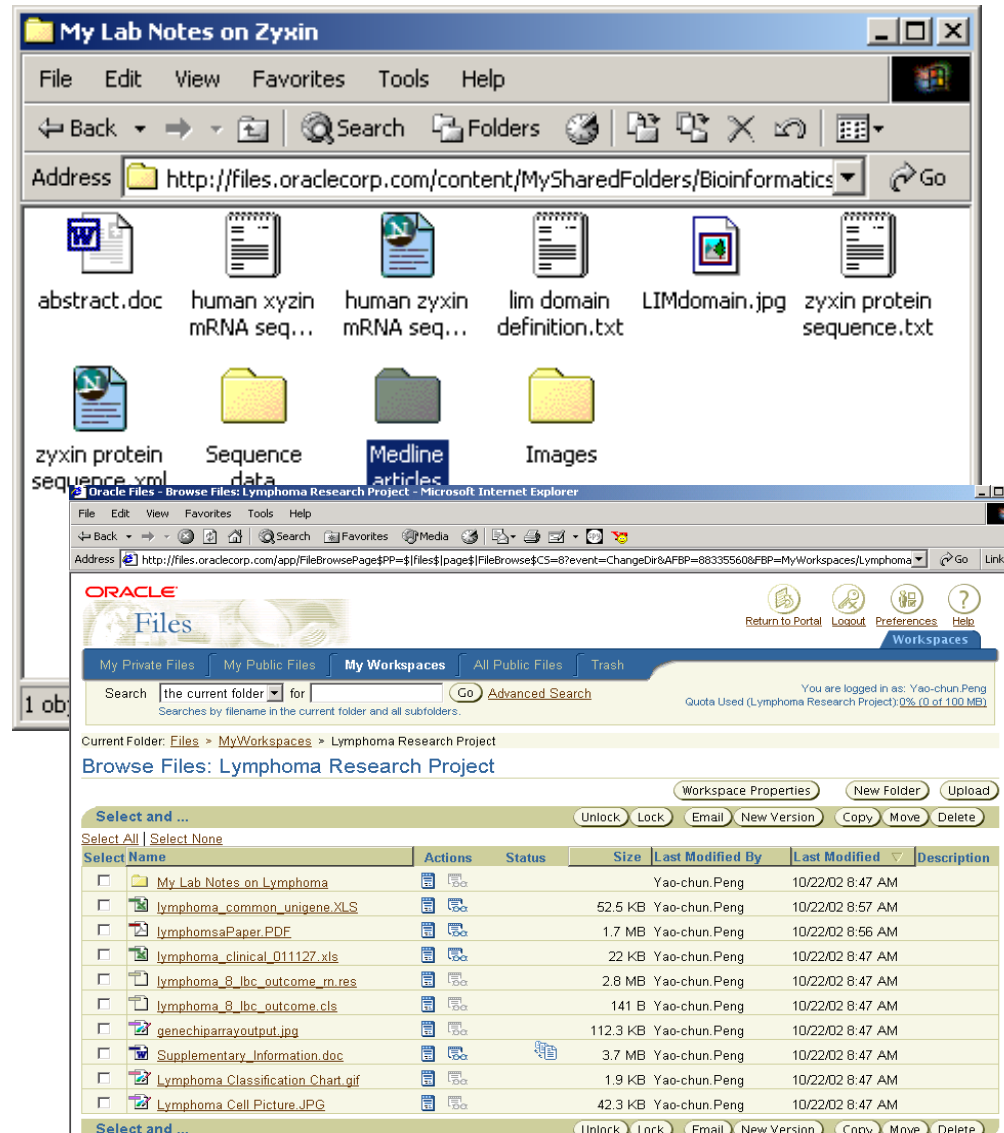 My Lab Notes on Zyxin
File Edit View Favorites Tools Help
Back Search Folders
Address http://files.oraclecorp.com/content/MySharedFolders/Bioinformatics Go
abstract.doc human xyzin mRNA seq... human zyxin mRNA seq... lim domain definition.txt LIMdomain.jpg zyxin protein sequence.txt
zyxin protein sequence.xml Sequence data Medline articles Images
1 obj
Oracle Files - Browse Files: Lymphoma Research Project - Microsoft Internet Explorer
File Edit View Favorites Tools Help
Back Search Favorites Media
Address http://files.oraclecorp.com/app/FileBrowsePage$PP=$|files$|page$|FileBrowse$CS=8?event=ChangeDir&AFBP=88335560&FBP=MyWorkspaces/Lymphoma Go Link
ORACLE
Files
Return to Portal Logout Preferences Help
Workspaces
My Private Files My Public Files My Workspaces All Public Files Trash
Search the current folder for Go Advanced Search
Searches by filename in the current folder and all subfolders.
You are logged in as: Yao-chun.Peng
Quota Used (Lymphoma Research Project):0% (0 of 100 MB)
Current Folder: Files > MyWorkspaces > Lymphoma Research Project
Browse Files: Lymphoma Research Project
Workspace Properties New Folder Upload
Select and ... Unlock Lock Email New Version Copy Move Delete
Select All | Select None
Select Name Actions Status Size Last Modified By Last Modified Description
My Lab Notes on Lymphoma Yao-chun.Peng 10/22/02 8:47 AM
lymphoma_common_unigene.XLS 52.5 KB Yao-chun.Peng 10/22/02 8:57 AM
lymphomsaPaper.PDF 1.7 MB Yao-chun.Peng 10/22/02 8:56 AM
lymphoma_clinical_011127.xls 22 KB Yao-chun.Peng 10/22/02 8:47 AM
lymphoma_8_lbc_outcome_rn.res 2.8 MB Yao-chun.Peng 10/22/02 8:47 AM
lymphoma_8_lbc_outcome.cls 141 B Yao-chun.Peng 10/22/02 8:47 AM
genechiparrayoutput.jpg 112.3 KB Yao-chun.Peng 10/22/02 8:47 AM
Supplementary_Information.doc 3.7 MB Yao-chun.Peng 10/22/02 8:47 AM
Lymphoma Classification Chart.gif 1.9 KB Yao-chun.Peng 10/22/02 8:47 AM
Lymphoma Cell Picture.JPG 42.3 KB Yao-chun.Peng 10/22/02 8:47 AM
Select and ... Unlock Lock Email New Version Copy Move Delete